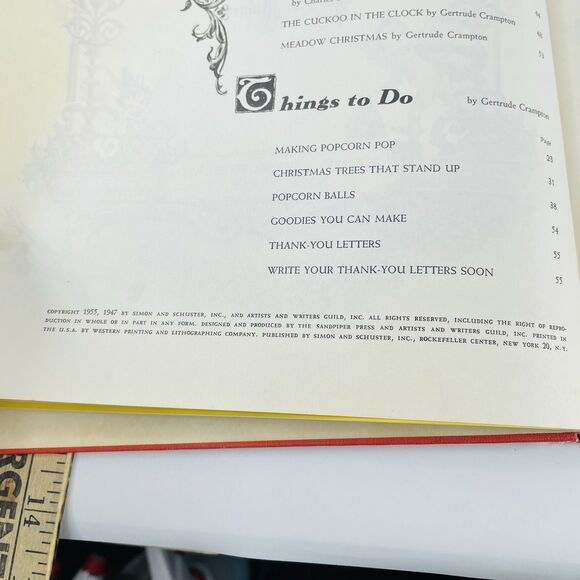 by Charles
THE CUCKOO IN THE CLOCK by Gertrude Crampton 44
MEADOW CHRISTMAS by Gertrude Crampton 48
53
Things to Do by Gertrude Crampton
Page
MAKING POPCORN POP 23
CHRISTMAS TREES THAT STAND UP 31
POPCORN BALLS 38
GOODIES YOU CAN MAKE 54
THANK-YOU LETTERS 55
WRITE YOUR THANK-YOU LETTERS SOON 55
COPYRIGHT 1955, 1947 BY SIMON AND SCHUSTER, INC., AND ARTISTS AND WRITERS GUILD, INC. ALL RIGHTS RESERVED, INCLUDING THE RIGHT OF REPRO-
DUCTION IN WHOLE OR IN PART IN ANY FORM. DESIGNED AND PRODUCED BY THE SANDPIPER PRESS AND ARTISTS AND WRITERS GUILD, INC. PRINTED IN
THE U.S.A. BY WESTERN PRINTING AND LITHOGRAPHING COMPANY. PUBLISHED BY SIMON AND SCHUSTER, INC., ROCKEFELLER CENTER, NEW YORK 20, N.Y.
14